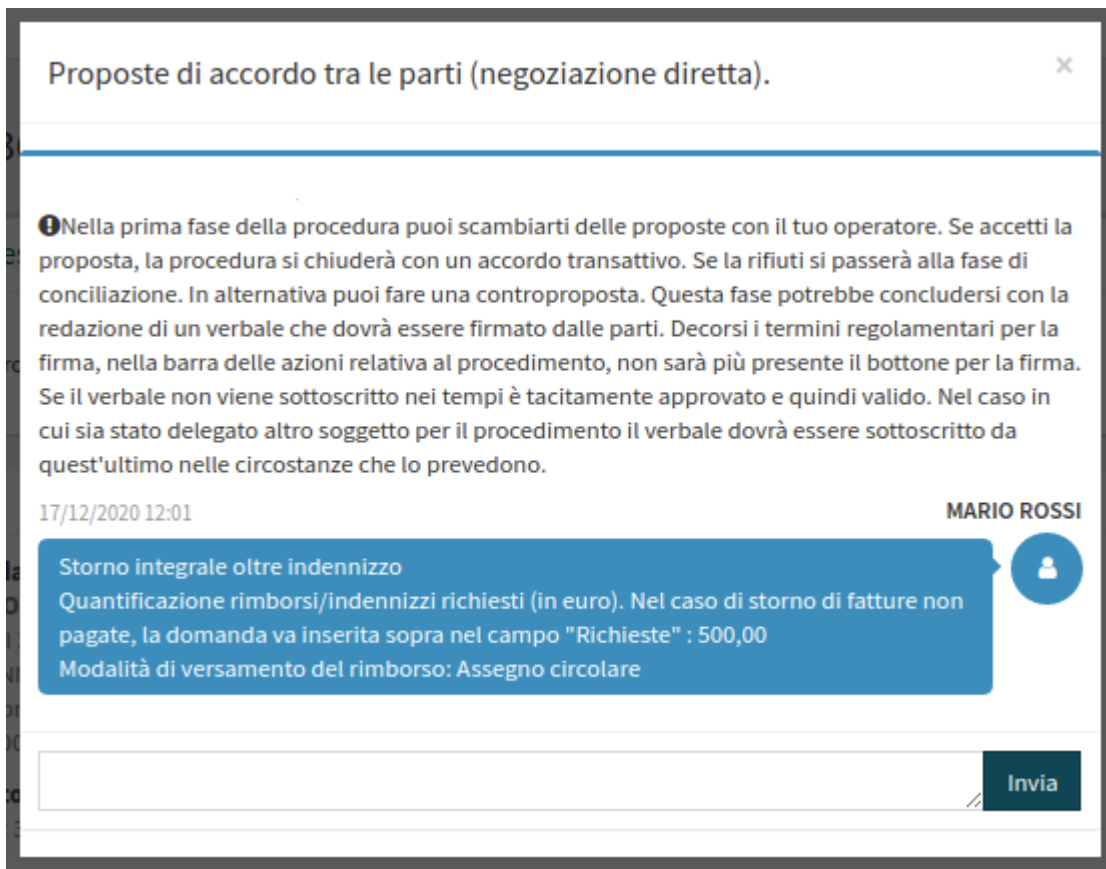 Proposte di accordo tra le parti (negoziazione diretta).
×
Nella prima fase della procedura puoi scambiarti delle proposte con il tuo operatore. Se accetti la
proposta, la procedura si chiuderà con un accordo transattivo. Se la rifiuti si passerà alla fase di
conciliazione. In alternativa puoi fare una controproposta. Questa fase potrebbe concludersi con la
redazione di un verbale che dovrà essere firmato dalle parti. Decorsi i termini regolamentari per la
firma, nella barra delle azioni relativa al procedimento, non sarà più presente il bottone per la firma.
Se il verbale non viene sottoscritto nei tempi è tacitamente approvato e quindi valido. Nel caso in
cui sia stato delegato altro soggetto per il procedimento il verbale dovrà essere sottoscritto da
quest'ultimo nelle circostanze che lo prevedono.
17/12/2020 12:01 MARIO ROSSI
Storno integrale oltre indennizzo
Quantificazione rimborsi/indennizzi richiesti (in euro). Nel caso di storno di fatture non
pagate, la domanda va inserita sopra nel campo "Richieste" : 500,00
Modalità di versamento del rimborso: Assegno circolare
Invia